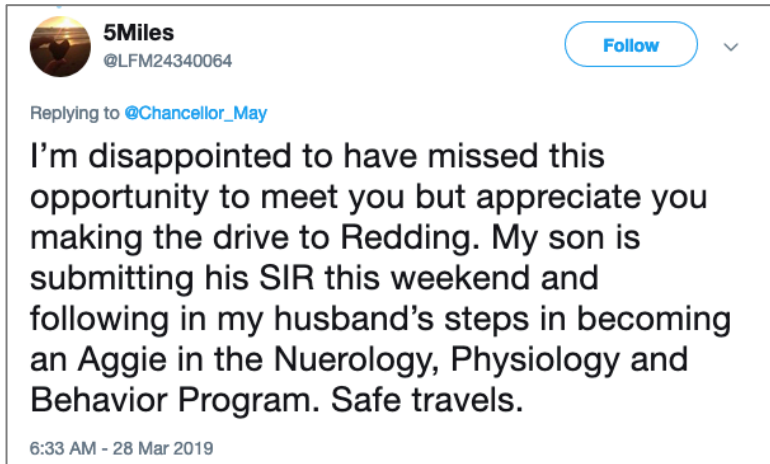 5Miles
@LFM24340064
Follow
Replying to @Chancellor_May
I'm disappointed to have missed this
opportunity to meet you but appreciate you
making the drive to Redding. My son is
submitting his SIR this weekend and
following in my husband's steps in becoming
an Aggie in the Nuerology, Physiology and
Behavior Program. Safe travels.
6:33 AM - 28 Mar 2019